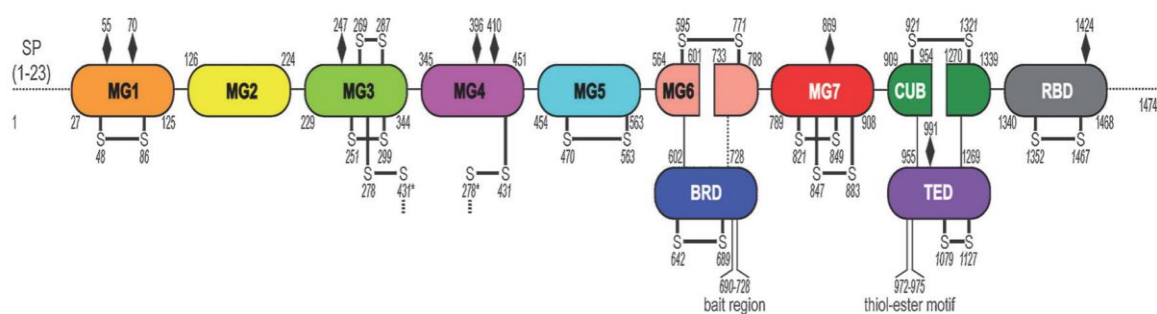 55 70 247 269 287 396 410 595 771 869 921 1321 1424
S S S S S S
SP
(1-23)
126 224 345 451 564 601 733 788 909 954 1270 1339
MG1 MG2 MG3 MG4 MG5 MG6 MG7 CUB RBD
1 27 125 229 344 454 563 789 908 991 1340 1468 1474
S S S S S S S S S S
48 86 251 299 470 563 602 728 821 849 955 1269 1352 1467
S S S S S S
278 431* 278* 431 847 883
BRD TED
S S S S
642 689 1079 1127
690-728 972-975
bait region thiol-ester motif